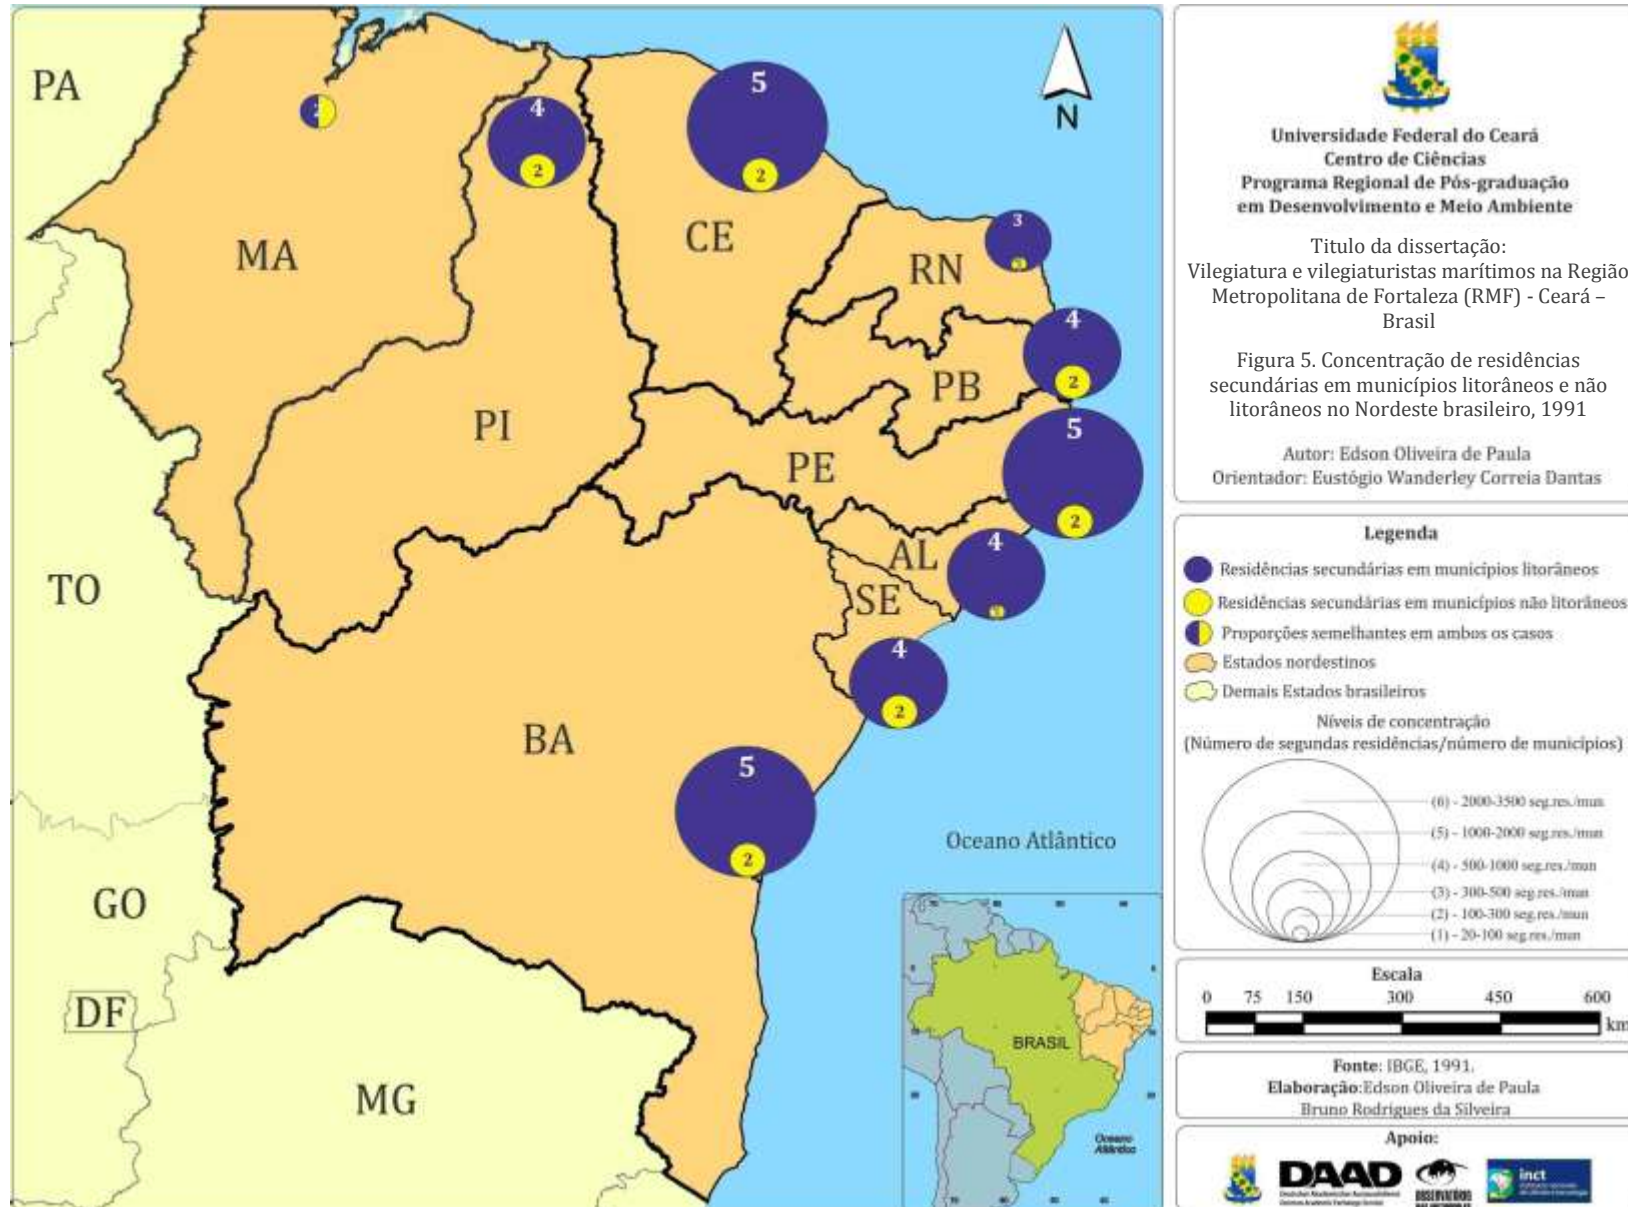 PA
MA
PI
CE
RN
PB
PE
AL
SE
BA
TO
GO
DF
MG
4
2
5
2
3
4
2
5
2
4
4
2
5
2
N
Oceano Atlântico
BRASIL
Oceano
Atlântico
Universidade Federal do Ceará
Centro de Ciências
Programa Regional de Pós-graduação
em Desenvolvimento e Meio Ambiente
Titulo da dissertação:
Vilegiatura e vilegiaturistas marítimos na Região
Metropolitana de Fortaleza (RMF) - Ceará –
Brasil
Figura 5. Concentração de residências
secundárias em municípios litorâneos e não
litorâneos no Nordeste brasileiro, 1991
Autor: Edson Oliveira de Paula
Orientador: Eustógio Wanderley Correia Dantas
Legenda
Residências secundárias em municípios litorâneos
Residências secundárias em municípios não litorâneos
Proporções semelhantes em ambos os casos
Estados nordestinos
Demais Estados brasileiros
Níveis de concentração
(Número de segundas residências/número de municípios)
(6) - 2000-3500 seg.res./mun
(5) - 1000-2000 seg.res./mun
(4) - 500-1000 seg.res./mun
(3) - 300-500 seg.res./mun
(2) - 100-300 seg.res./mun
(1) - 20-100 seg.res./mun
Escala
0 75 150 300 450 600
km
Fonte: IBGE, 1991.
Elaboração:Edson Oliveira de Paula
Bruno Rodrigues da Silveira
Apoio:
DAAD
inct